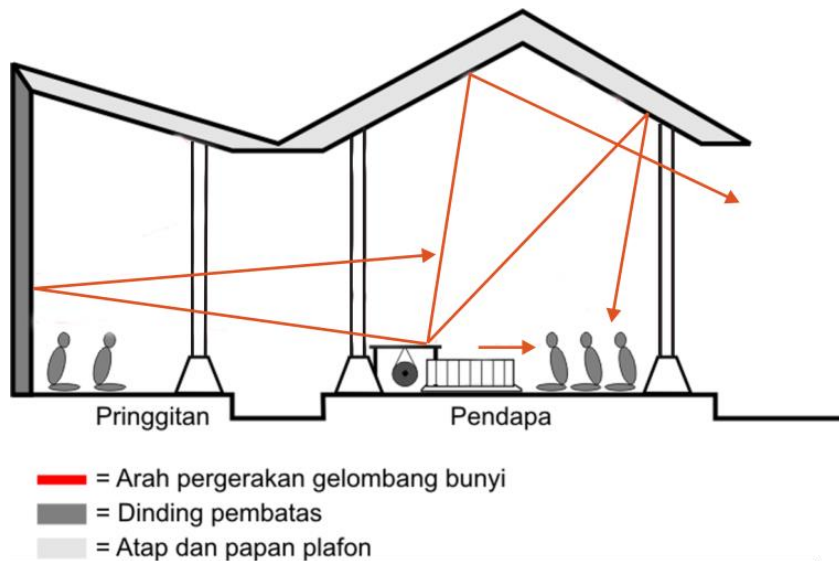 Pringgitan
Pendapa
= Arah pergerakan gelombang bunyi
= Dinding pembatas
= Atap dan papan plafon